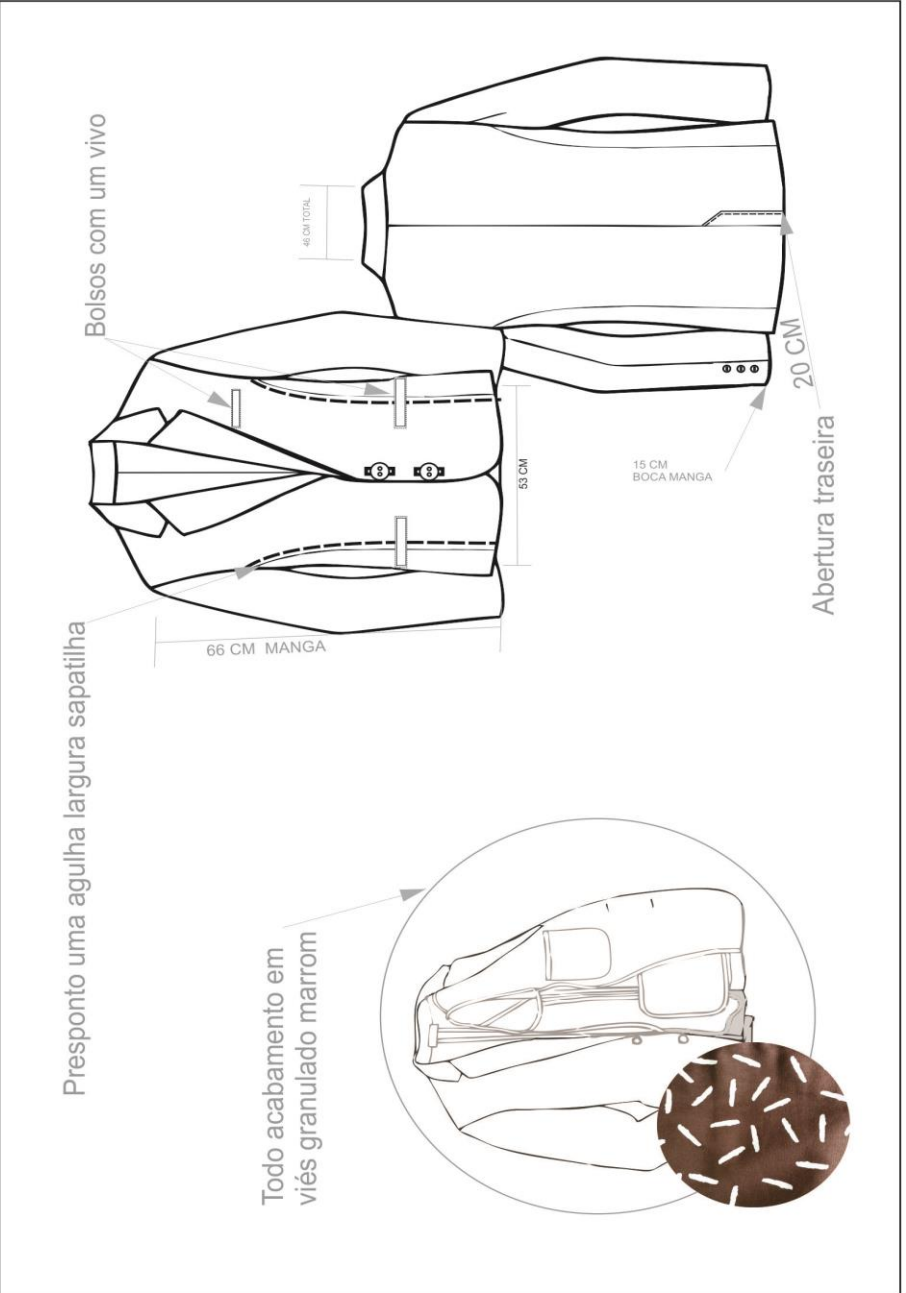 Bolsos com um vivo
46 CM TOTAL
Presponto uma agulha largura sapatilha
66 CM MANGA
53 CM
15 CM
BOCA MANGA
20 CM
Abertura traseira
Todo acabamento em
viés granulado marrom